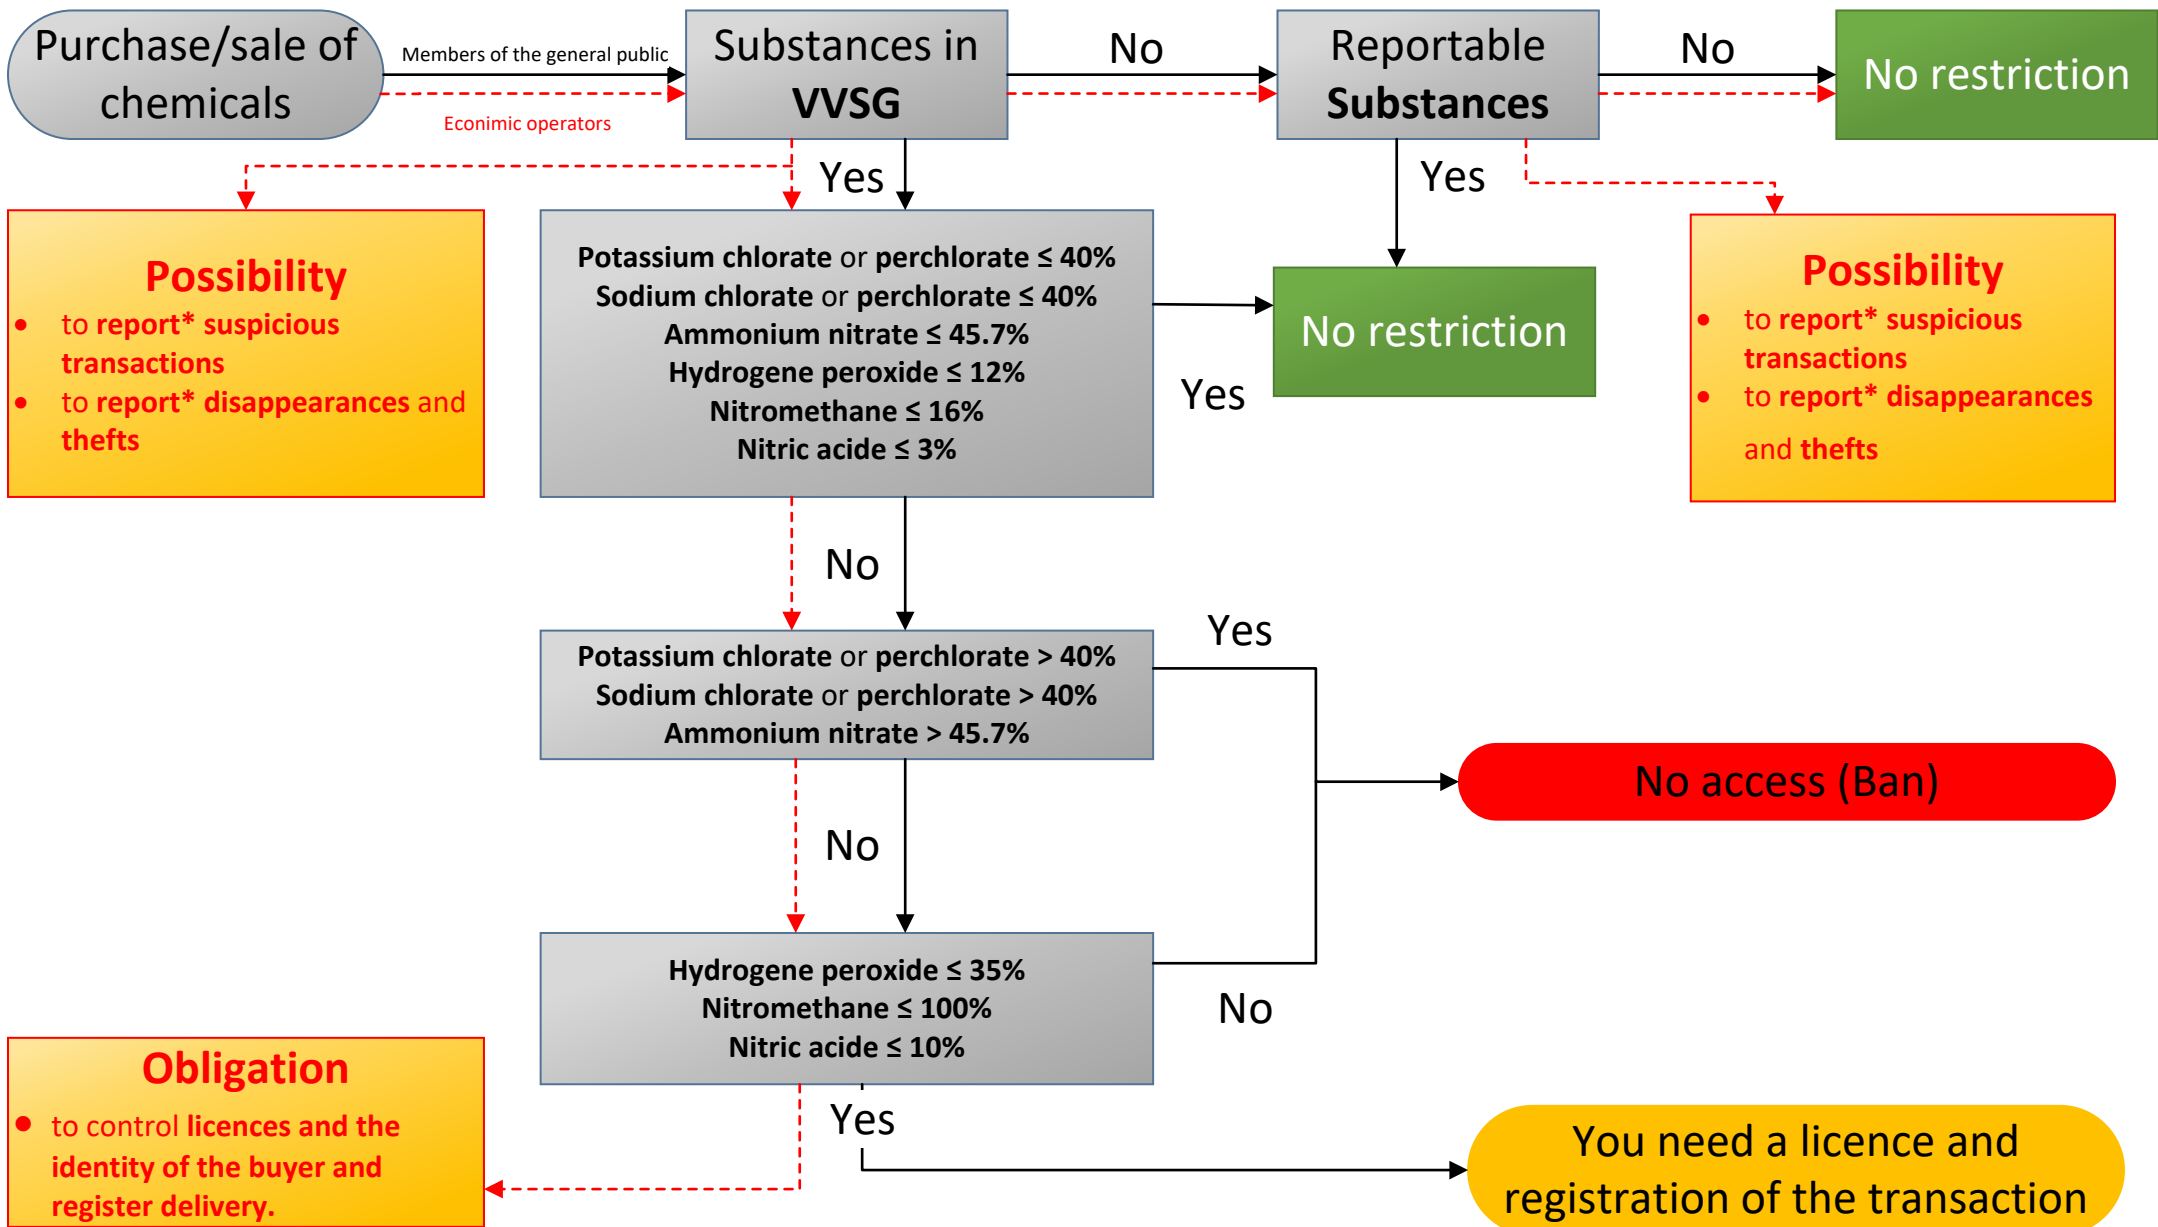 Purchase/sale of
chemicals
Members of the general public
Econimic operators
Substances in
VVSG
No
Reportable
Substances
No
No restriction
Yes
Yes
Possibility
• to report* suspicious
transactions
• to report* disappearances and
thefts
Potassium chlorate or perchlorate ≤ 40%
Sodium chlorate or perchlorate ≤ 40%
Ammonium nitrate ≤ 45.7%
Hydrogene peroxide ≤ 12%
Nitromethane ≤ 16%
Nitric acide ≤ 3%
Yes
No restriction
Possibility
• to report* suspicious
transactions
• to report* disappearances
and thefts
No
Potassium chlorate or perchlorate > 40%
Sodium chlorate or perchlorate > 40%
Ammonium nitrate > 45.7%
Yes
No access (Ban)
No
Hydrogene peroxide ≤ 35%
Nitromethane ≤ 100%
Nitric acide ≤ 10%
No
Obligation
• to control licences and the
identity of the buyer and
register delivery.
Yes
You need a licence and
registration of the transaction